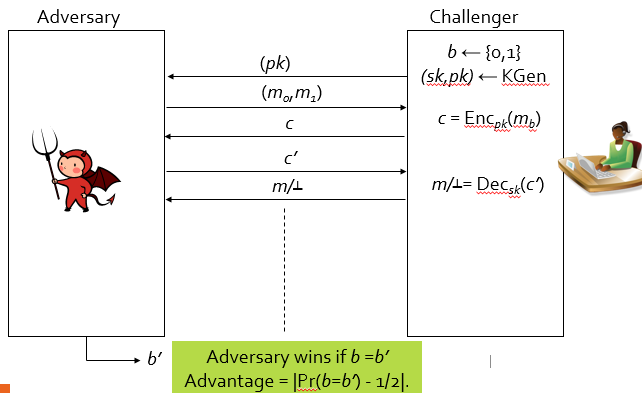 Adversary
Challenger
b ← {0,1}
(pk)
(sk,pk) ← KGen
(m₀,m₁)
c
c = Encₚₖ(m_b)
c'
m/⊥
m/⊥= Decₛₖ(c')
b'
Adversary wins if b =b'
Advantage = |Pr(b=b') - 1/2|.